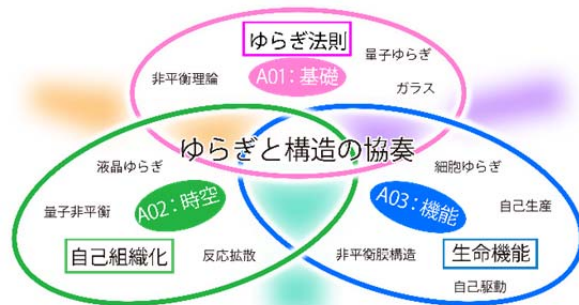 ゆらぎ法則
量子ゆらぎ
非平衡理論
A01:基礎
ガラス
ゆらぎと構造の協奏
液晶ゆらぎ
細胞ゆらぎ
量子非平衡
A02:時空
A03:機能
自己生産
自己組織化
反応拡散
非平衡膜構造
生命機能
自己駆動